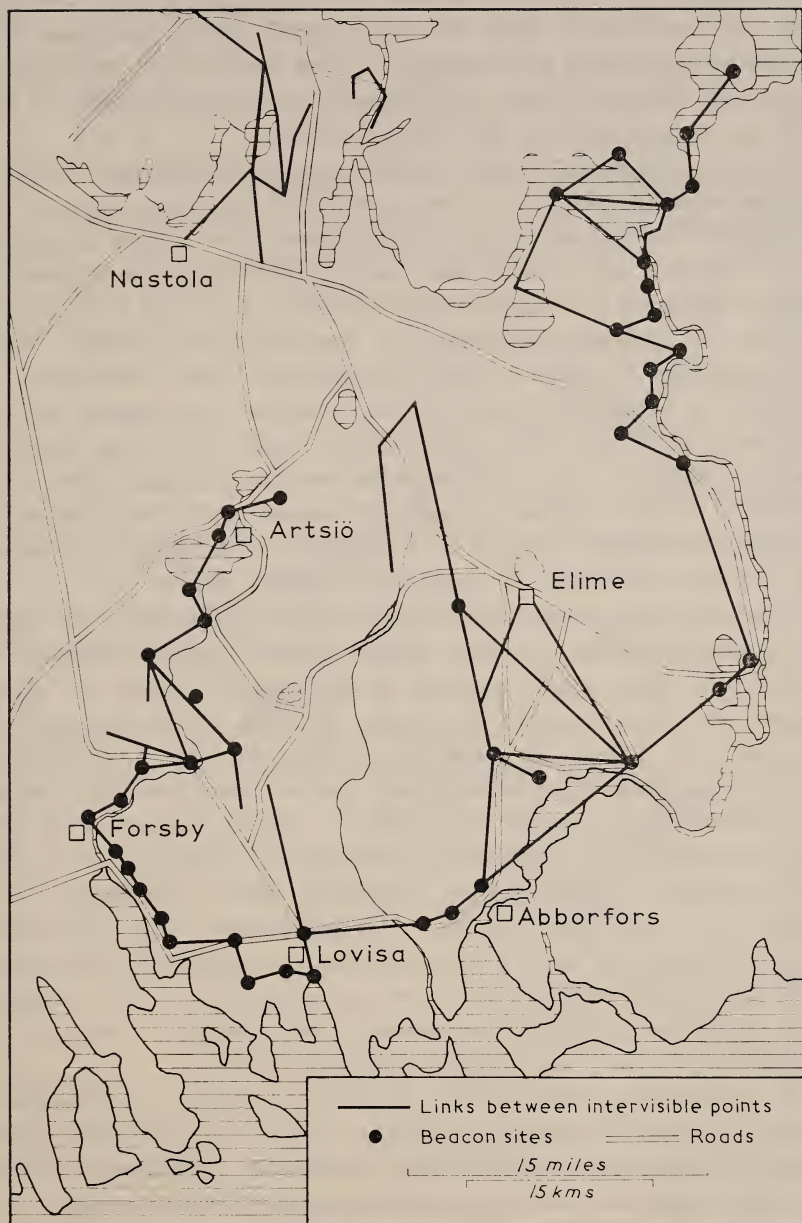 Nastola
Artsiö
Elime
Forsby
Abborfors
Lovisa
Links between intervisible points
Beacon sites Roads
15 miles
15 kms